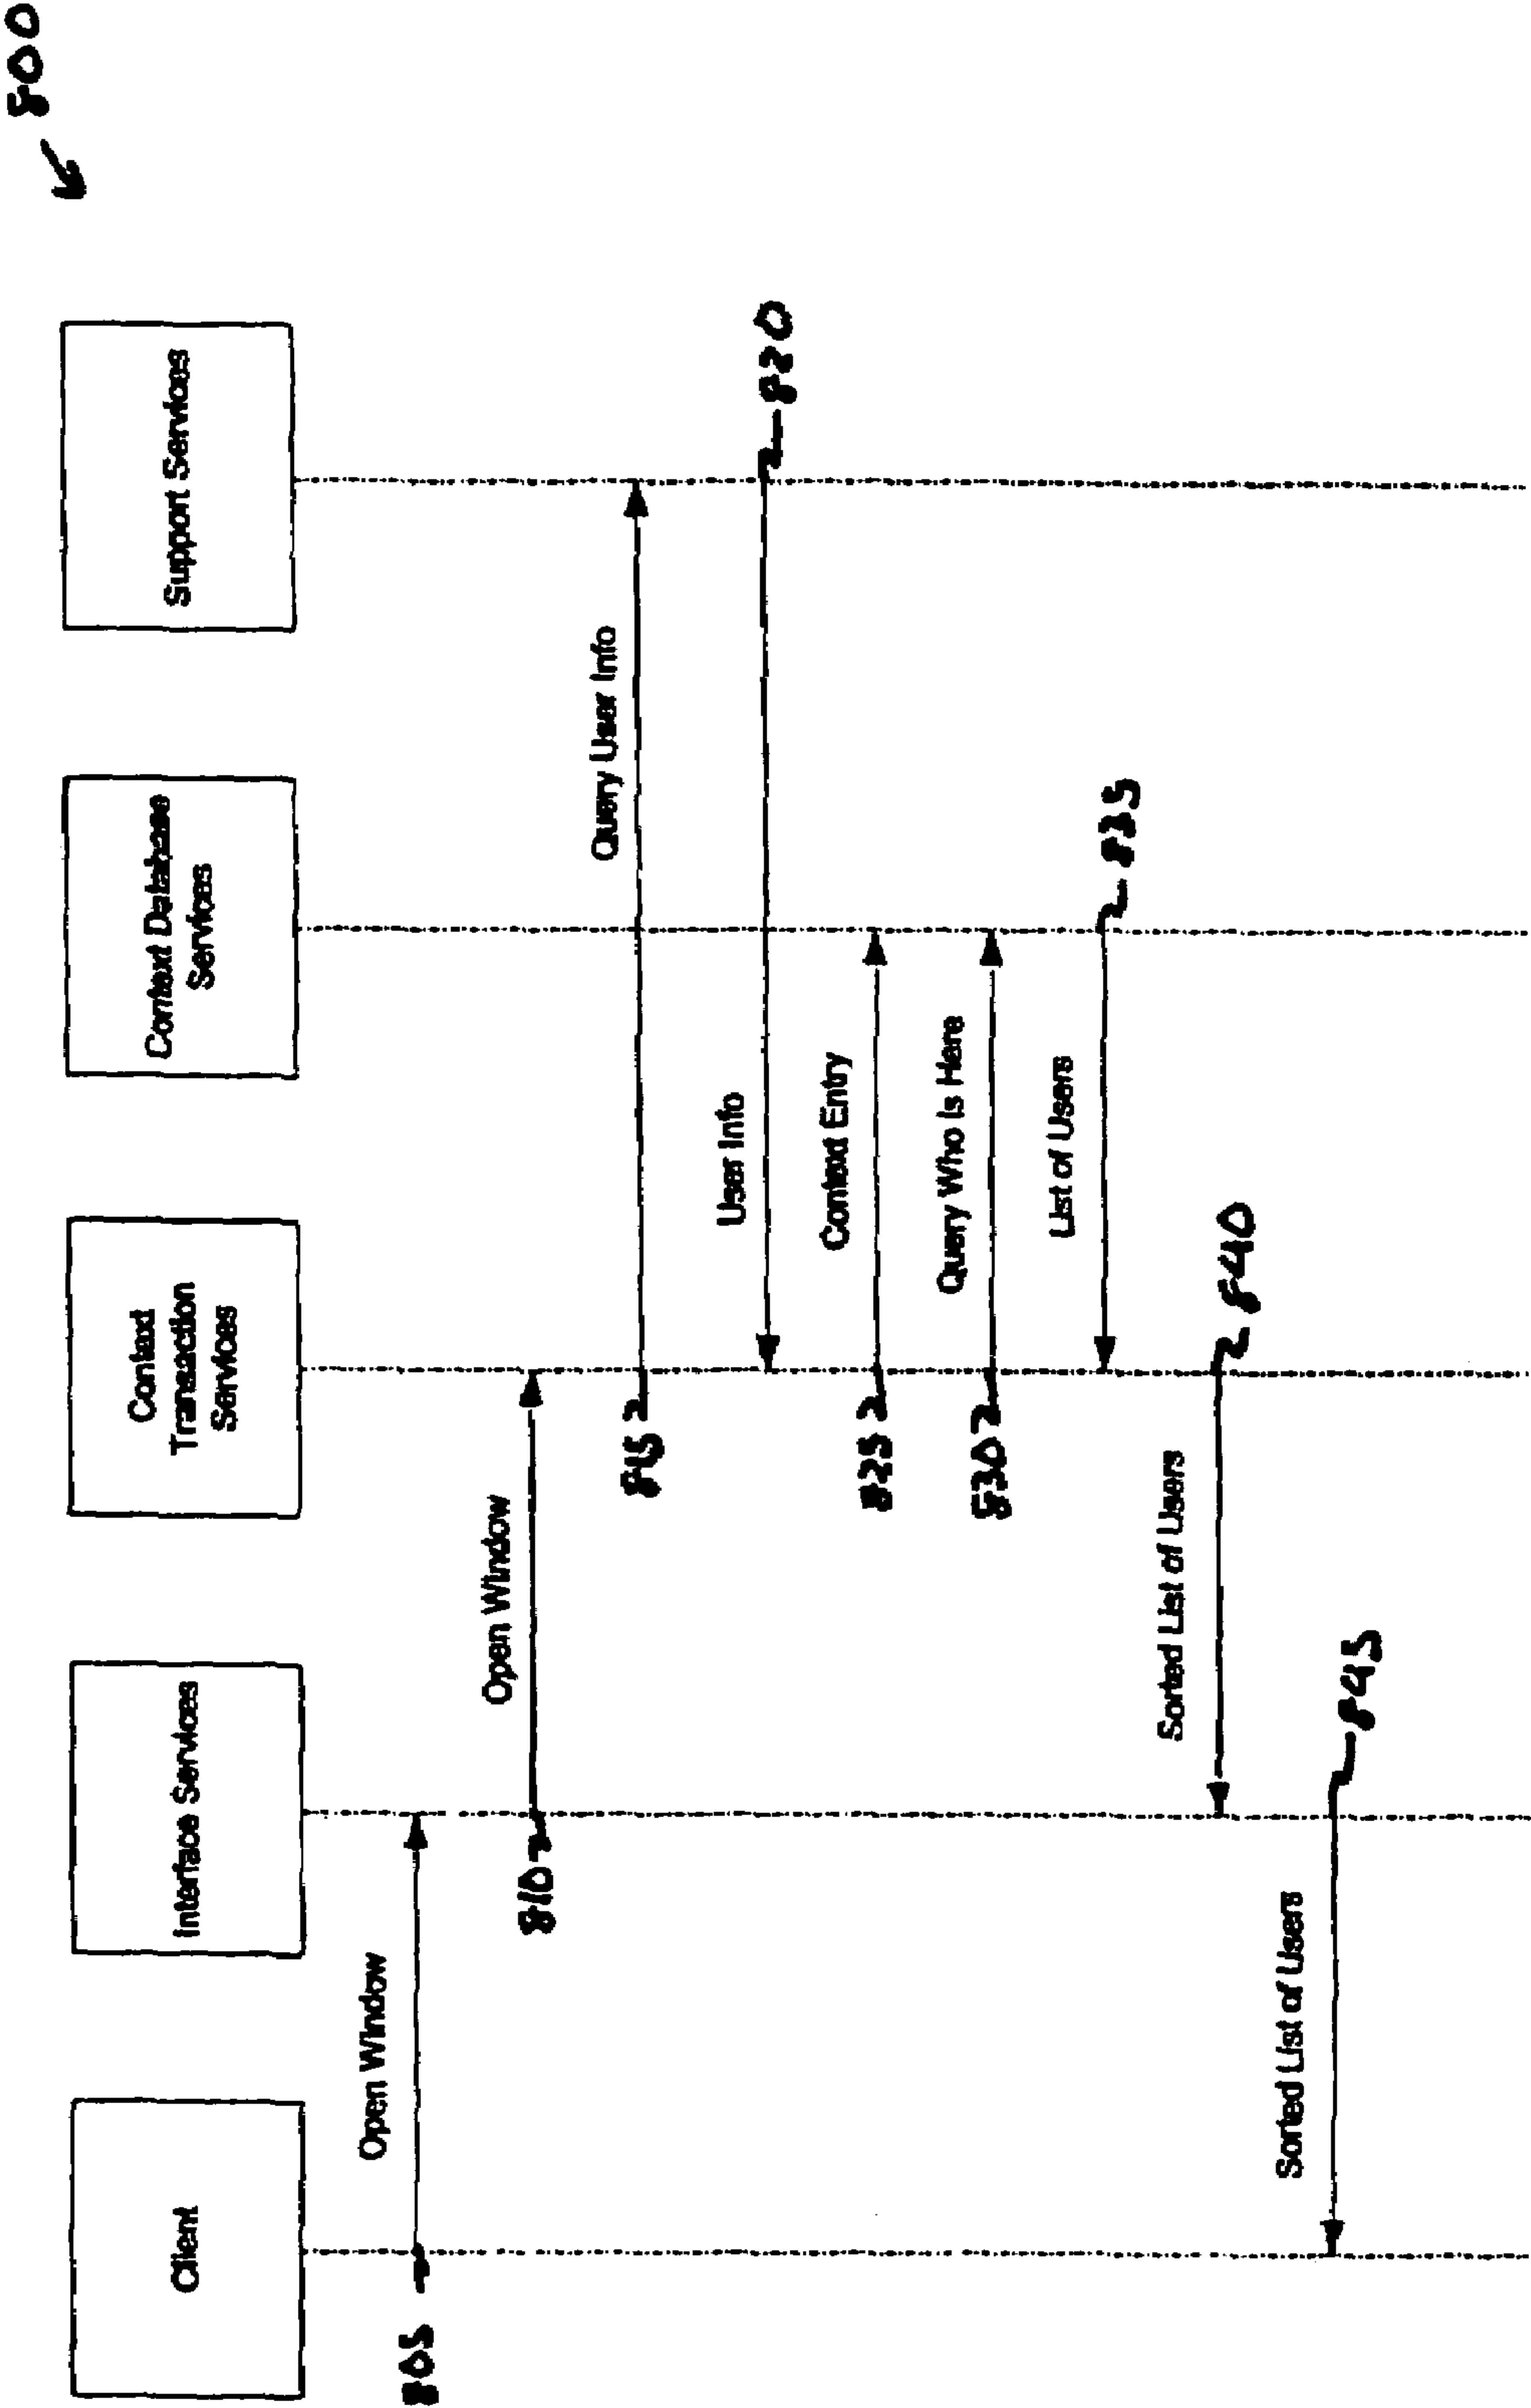 800
Client
Interface Services
Context
Transaction
Services
Context Database
Services
Support Services
Open Window
805
Open Window
810
Query User Info
815
User Info
820
Context Entry
825
Query Who Is Here
830
List of Users
835
Sorted List of Users
840
Sorted List of Users
845